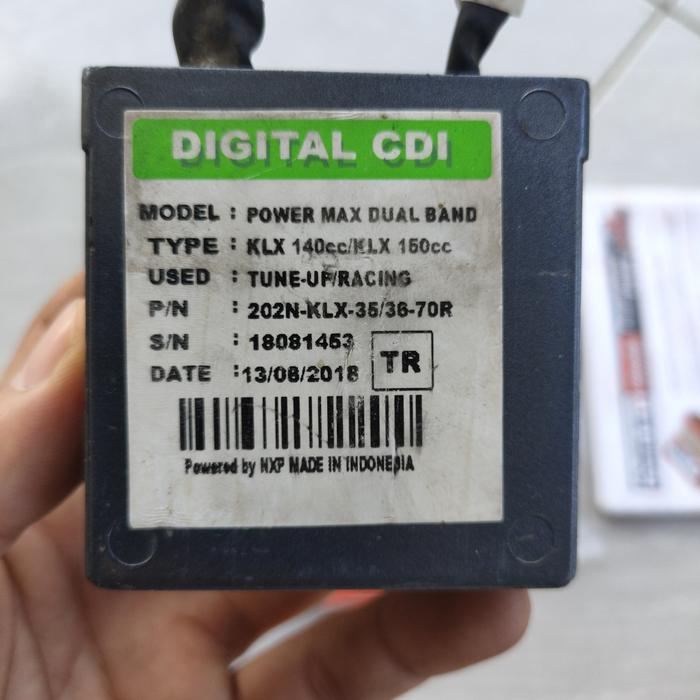 DIGITAL CDI
MODEL : POWER MAX DUAL BAND
TYPE : KLX 140cc/KLX 150cc
USED : TUNE-UP/RACING
P/N : 202N-KLX-35/36-70R
S/N : 18081453
DATE : 13/08/2018
TR
Powered by NXP MADE IN INDONESIA